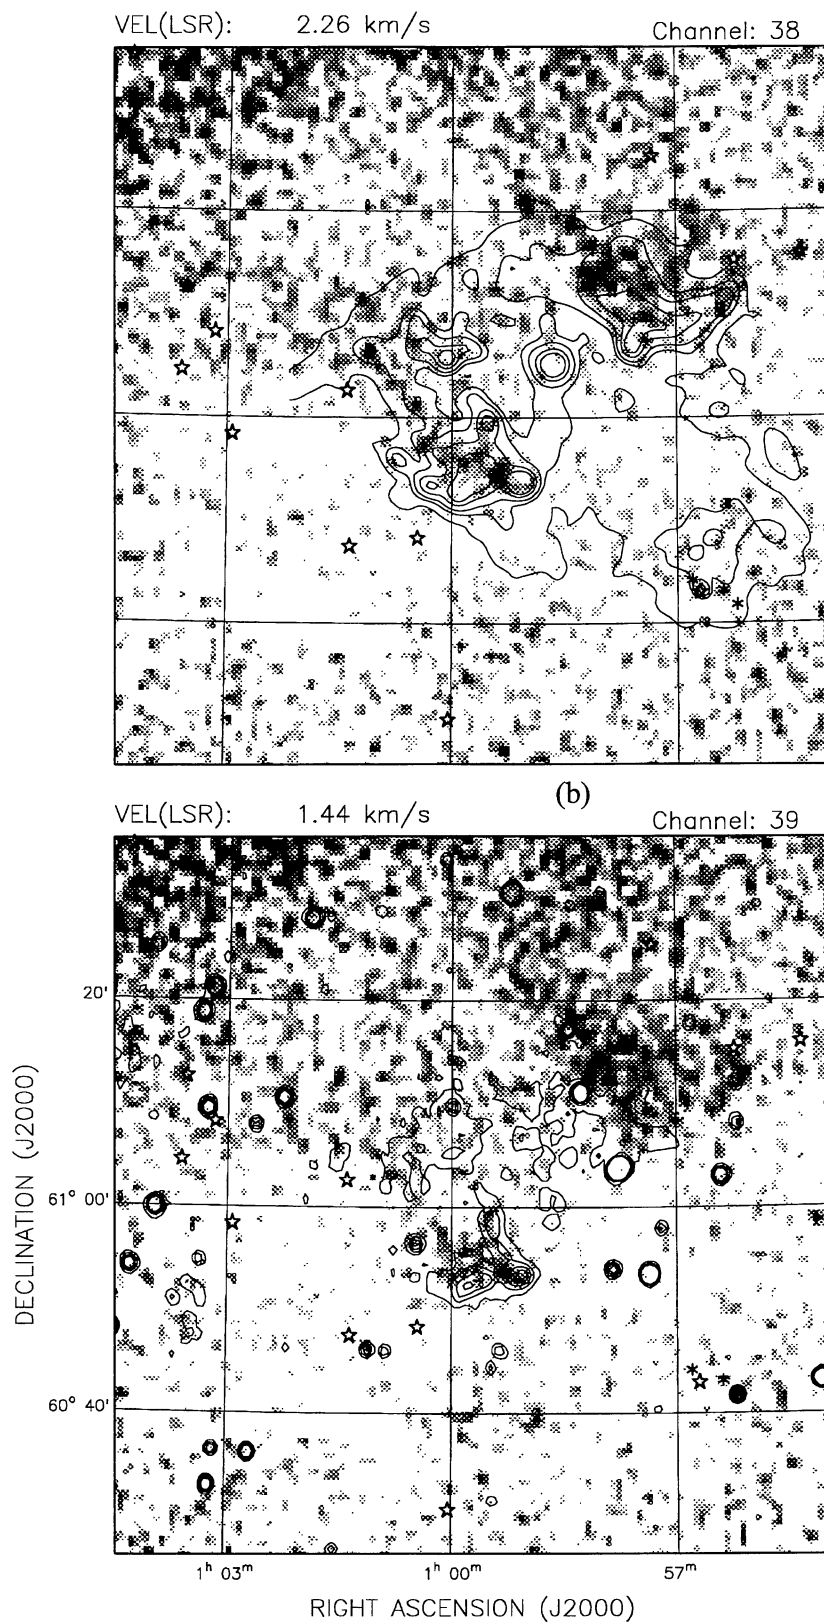 VEL(LSR): 2.26 km/s Channel: 38
(b)
VEL(LSR): 1.44 km/s Channel: 39
20'
61° 00'
60° 40'
DECLINATION (J2000)
1ʰ 03ᵐ 1ʰ 00ᵐ 57ᵐ
RIGHT ASCENSION (J2000)